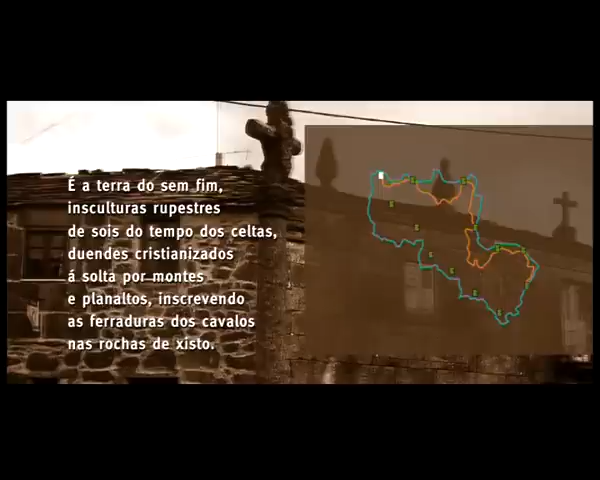 É a terra do sem fim,
insculturas rupestres
de sois do tempo dos celtas,
duendes cristianizados
á solta por montes
e planaltos, inscrevendo
as ferraduras dos cavalos
nas rochas de xisto.